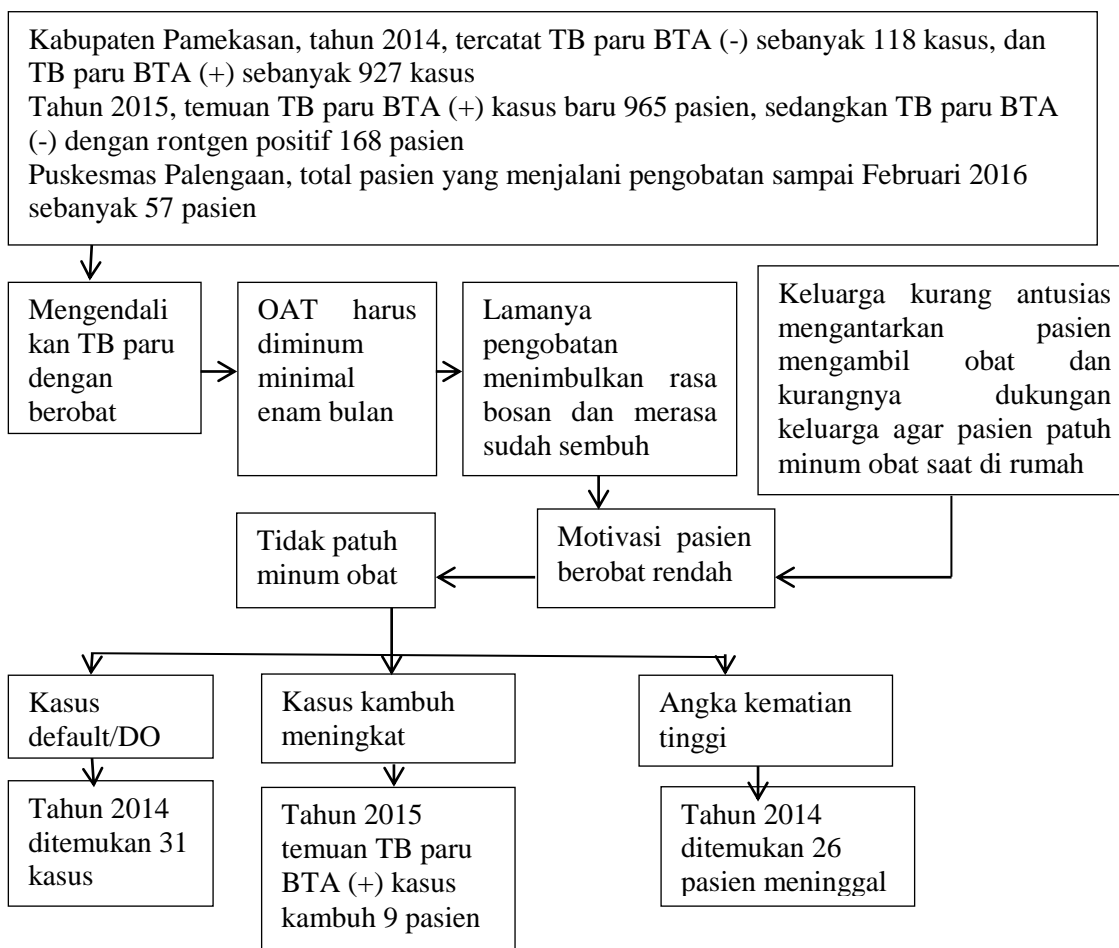 Kabupaten Pamekasan, tahun 2014, tercatat TB paru BTA (-) sebanyak 118 kasus, dan
TB paru BTA (+) sebanyak 927 kasus
Tahun 2015, temuan TB paru BTA (+) kasus baru 965 pasien, sedangkan TB paru BTA
(-) dengan rontgen positif 168 pasien
Puskesmas Palengaan, total pasien yang menjalani pengobatan sampai Februari 2016
sebanyak 57 pasien
Mengendali
kan TB paru
dengan
berobat
OAT harus
diminum
minimal
enam bulan
Lamanya
pengobatan
menimbulkan rasa
bosan dan merasa
sudah sembuh
Keluarga kurang antusias
mengantarkan pasien
mengambil obat dan
kurangnya dukungan
keluarga agar pasien patuh
minum obat saat di rumah
Tidak patuh
minum obat
Motivasi pasien
berobat rendah
Kasus
default/DO
Kasus kambuh
meningkat
Angka kematian
tinggi
Tahun 2014
ditemukan 31
kasus
Tahun 2015
temuan TB paru
BTA (+) kasus
kambuh 9 pasien
Tahun 2014
ditemukan 26
pasien meninggal